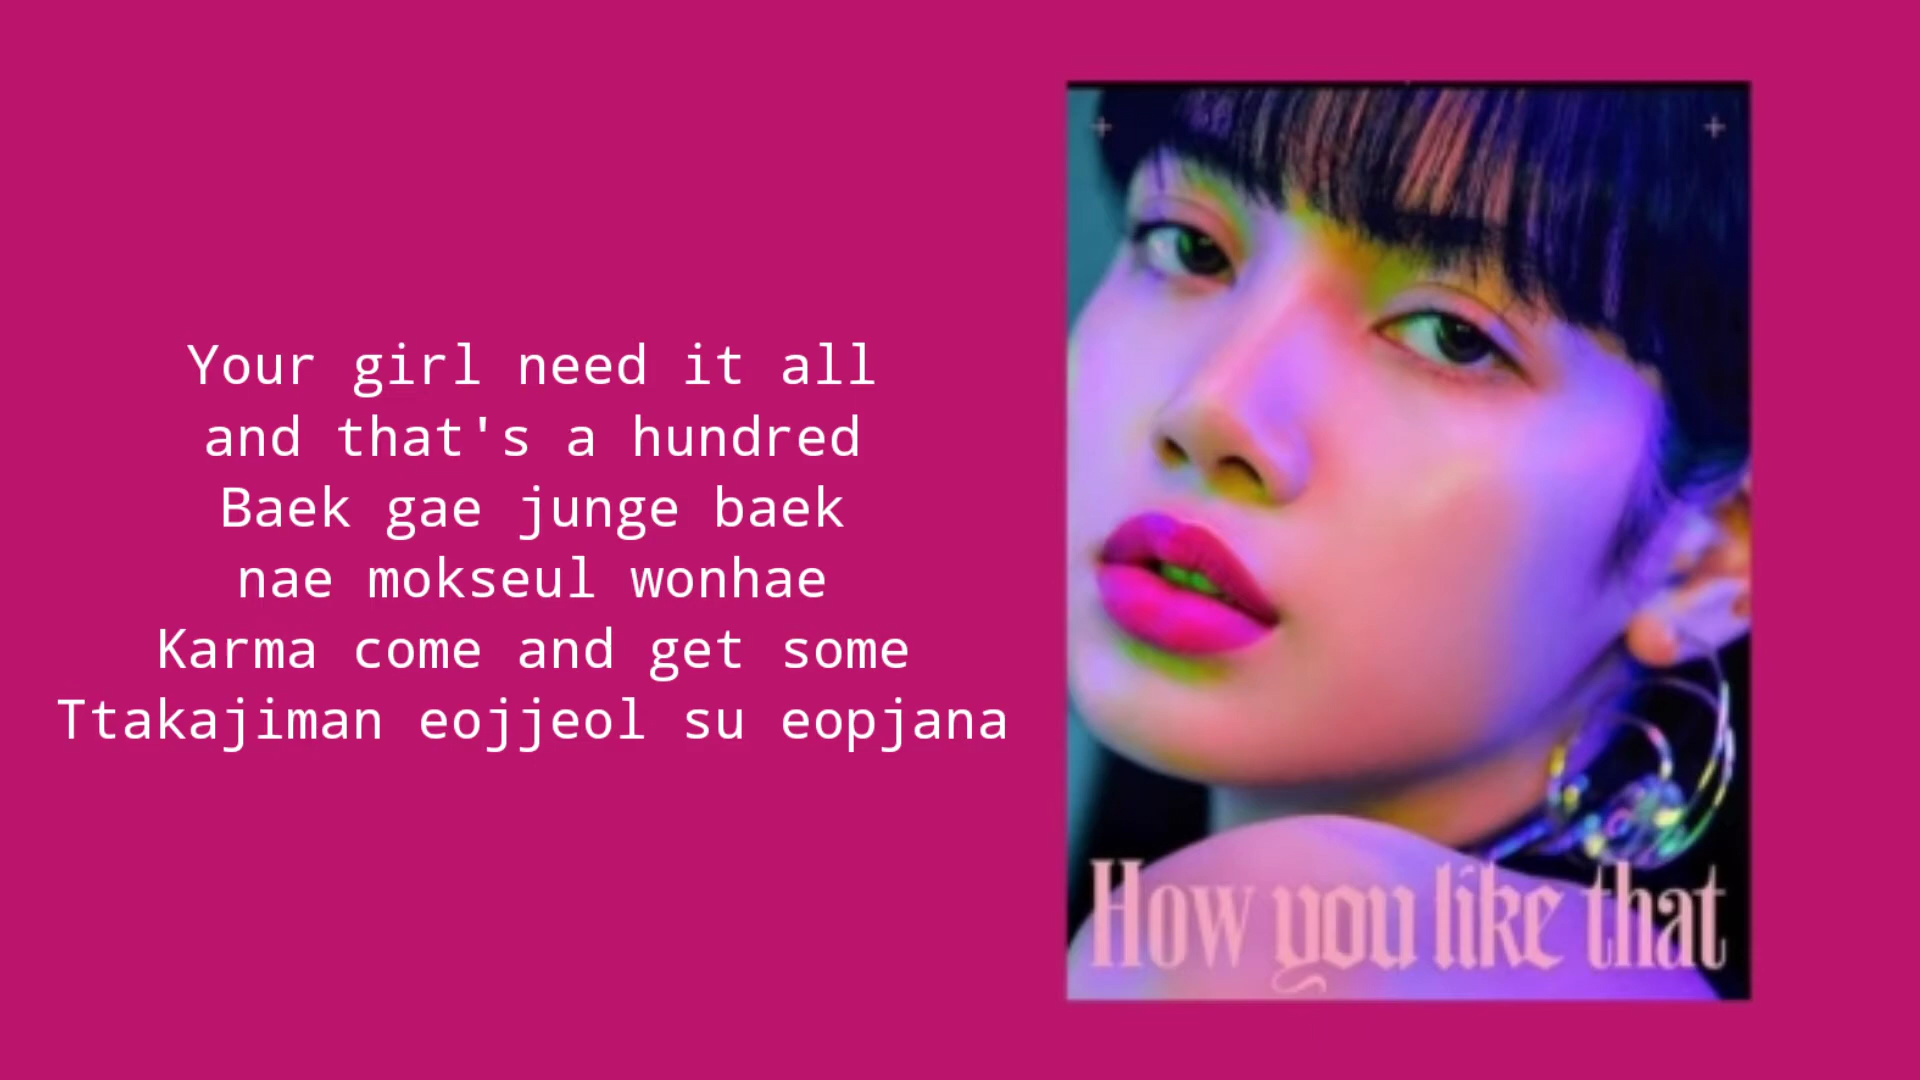 Your girl need it all
and that's a hundred
Baek gae junge baek
nae mokseul wonhae
Karma come and get some
Ttakajiman eojjeol su eopjana
How you like that